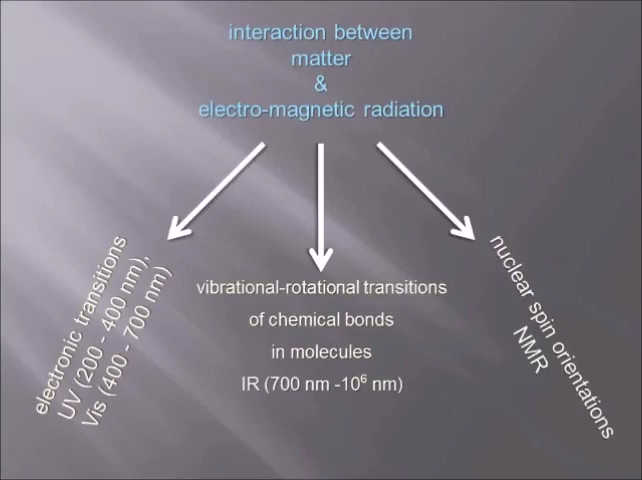 interaction between
matter
&
electro-magnetic radiation
electronic transitions
UV (200 - 400 nm),
Vis (400 - 700 nm)
vibrational-rotational transitions
of chemical bonds
in molecules
IR (700 nm -10⁶ nm)
nuclear spin orientations
NMR